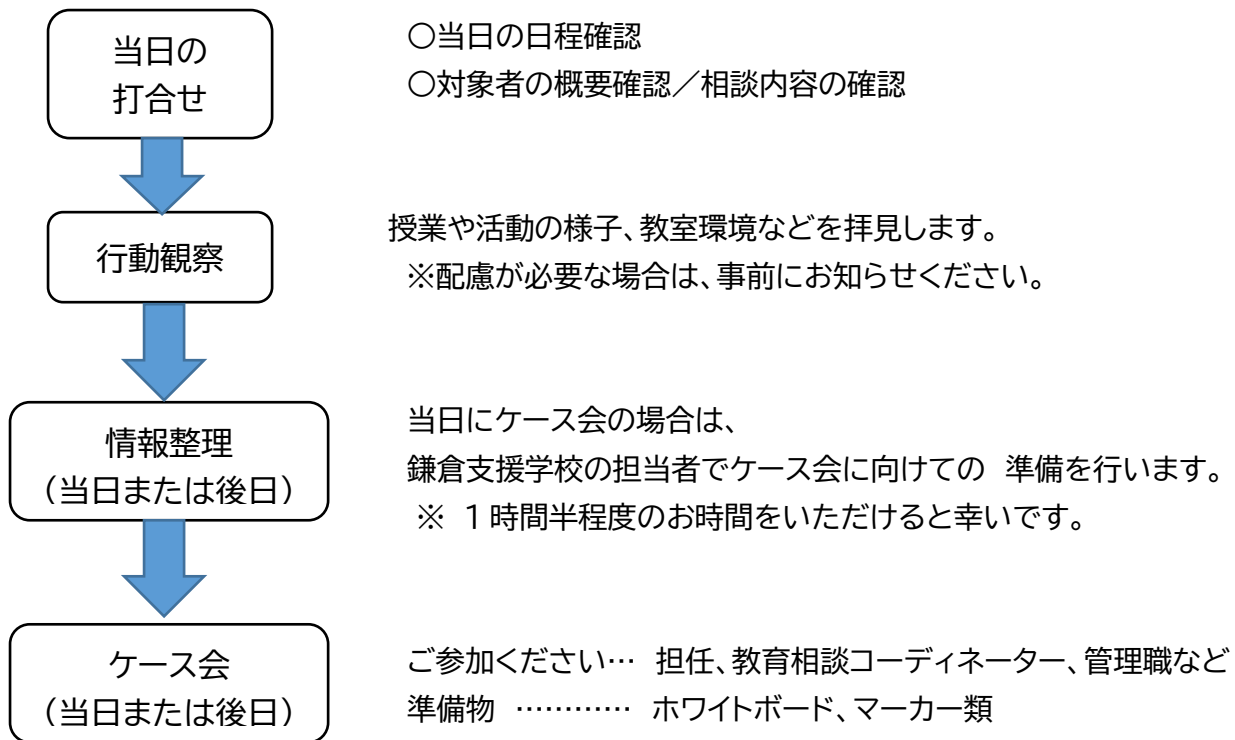 当日の
打合せ
○当日の日程確認
○対象者の概要確認／相談内容の確認
行動観察
授業や活動の様子、教室環境などを拝見します。
※配慮が必要な場合は、事前にお知らせください。
情報整理
（当日または後日）
当日にケース会の場合は、
鎌倉支援学校の担当者でケース会に向けての 準備を行います。
※ 1時間半程度のお時間をいただけると幸いです。
ケース会
（当日または後日）
ご参加ください… 担任、教育相談コーディネーター、管理職など
準備物 ………… ホワイトボード、マーカー類